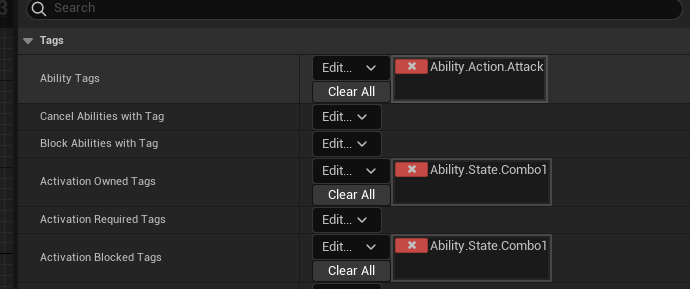 Search
Tags
Ability Tags
Edit...
Clear All
Ability.Action.Attack
Cancel Abilities with Tag
Edit...
Block Abilities with Tag
Edit...
Activation Owned Tags
Edit...
Clear All
Ability.State.Combo1
Activation Required Tags
Edit...
Activation Blocked Tags
Edit...
Clear All
Ability.State.Combo1